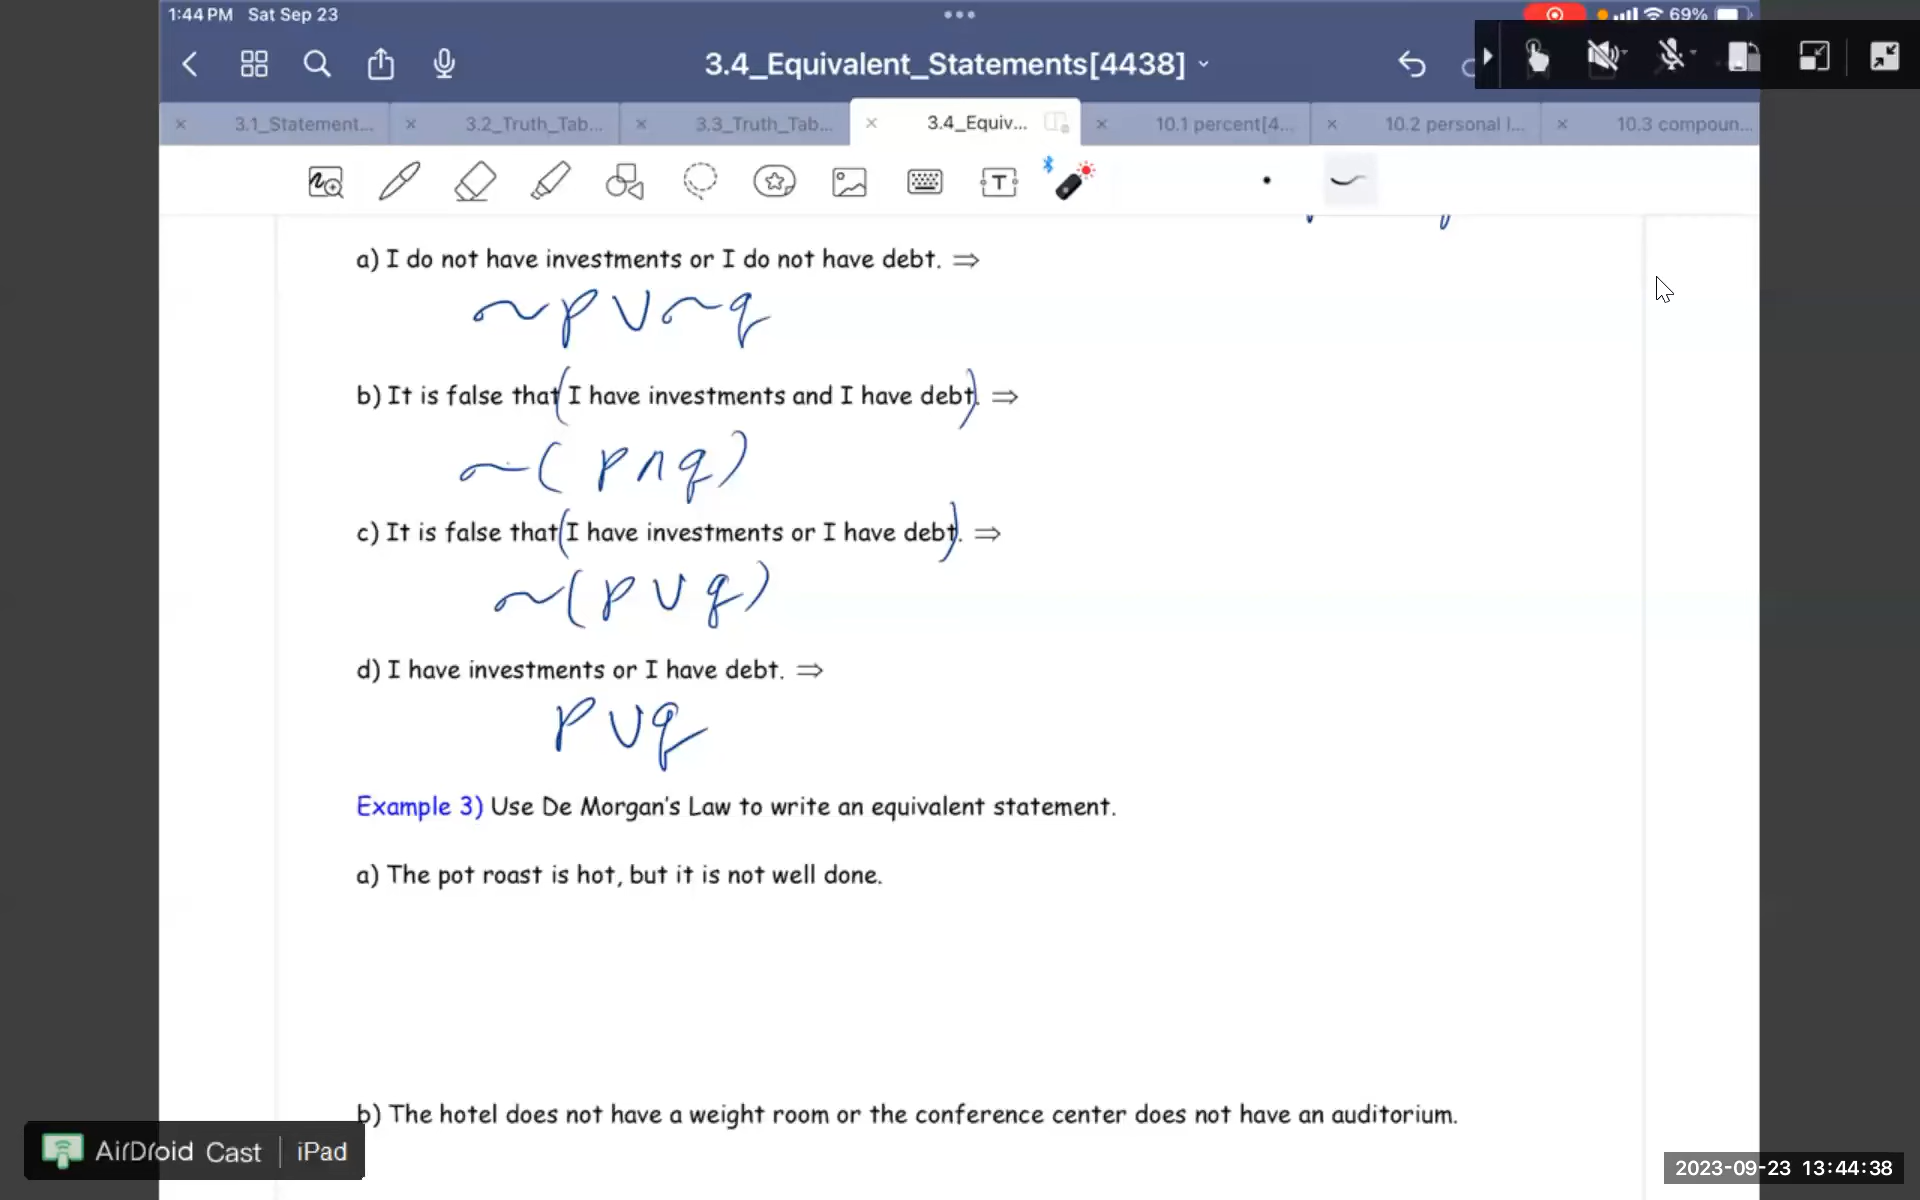 1:44 PM Sat Sep 23
69%
3.4_Equivalent_Statements[4438]
3.1_Statement... 3.2_Truth_Tab... 3.3_Truth_Tab... 3.4_Equiv... 10.1 percent[4... 10.2 personal l... 10.3 compoun...
T
a) I do not have investments or I do not have debt. ⇒
~p ∨ ~q
b) It is false that (I have investments and I have debt). ⇒
~( p ∧ q )
c) It is false that (I have investments or I have debt). ⇒
~( p ∨ q )
d) I have investments or I have debt. ⇒
p ∨ q
Example 3) Use De Morgan's Law to write an equivalent statement.
a) The pot roast is hot, but it is not well done.
b) The hotel does not have a weight room or the conference center does not have an auditorium.
AirDroid Cast | iPad
2023-09-23 13:44:38